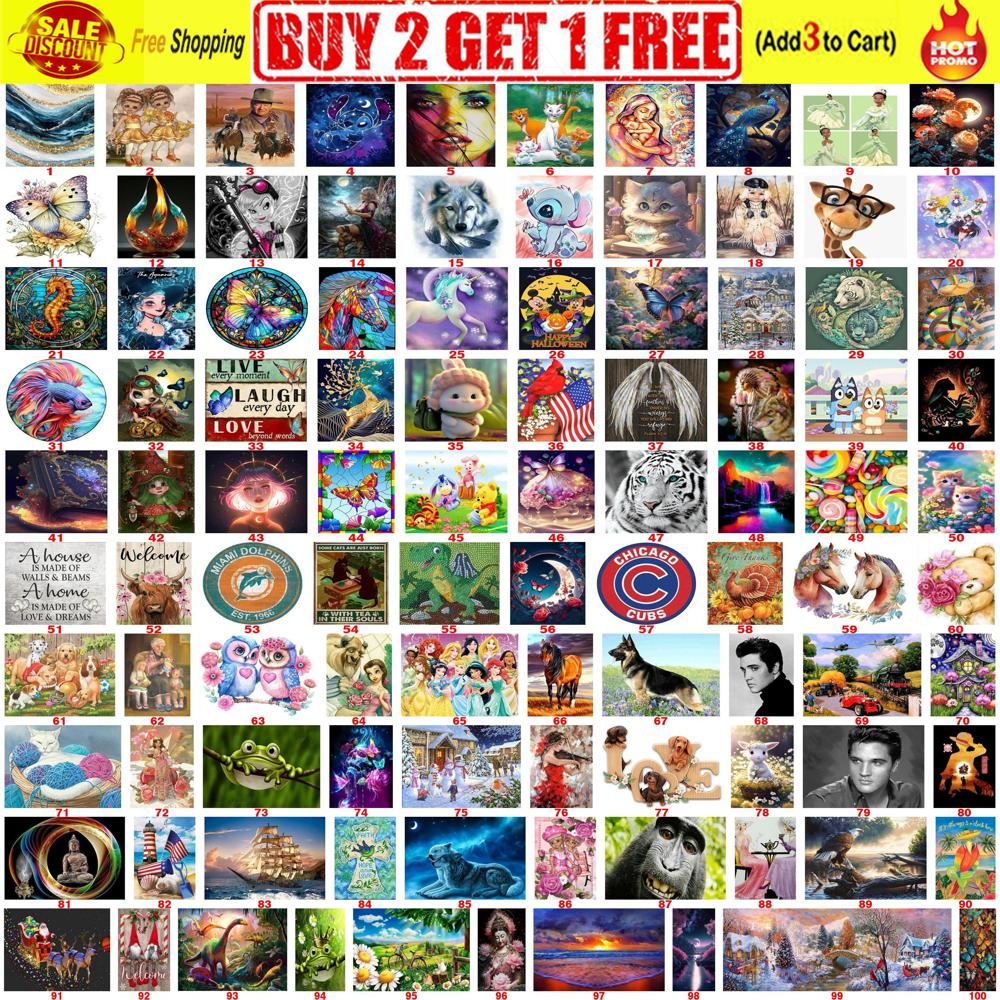 SALE
DISCOUNT
Free Shopping
BUY 2 GET 1 FREE
(Add 3 to Cart)
HOT
PROMO
1 2 3 4 5 6 7 8 9 10
11 12 13 14 15 16 17 18 19 20
The Aquarius
HAPPY
HALLOWEEN
21 22 23 24 25 26 27 28 29 30
LIVE
every moment
LAUGH
every day
LOVE
beyond words
feathers
wings
refuge
31 32 33 34 35 36 37 38 39 40
41 42 43 44 45 46 47 48 49 50
A house
IS MADE OF
WALLS & BEAMS
A home
IS MADE OF
LOVE & DREAMS
Welcome
MIAMI DOLPHINS
EST. 1966
SOME CATS ARE JUST BORN
WITH TEA
IN THEIR SOULS
CHICAGO
CUBS
Give Thanks
51 52 53 54 55 56 57 58 59 60
61 62 63 64 65 66 67 68 69 70
71 72 73 74 75 76 77 78 79 80
FAITH
81 82 83 84 85 86 87 88 89 90
Welcome
91 92 93 94 95 96 97 98 99 100